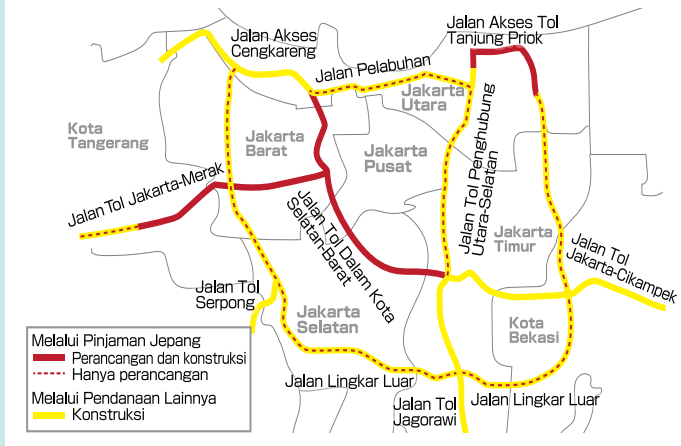 Jalan Akses
Cengkareng
Jalan Akses Tol
Tanjung Priok
Jalan Pelabuhan
Jakarta
Utara
Kota
Tangerang
Jakarta
Barat
Jakarta
Pusat
Jalan Tol Penghubung
Utara-Selatan
Jalan Tol Jakarta-Merak
Jalan Tol Dalam Kota
Selatan-Barat
Jakarta
Timur
Jalan Tol
Jakarta-Cikampek
Jalan Tol
Serpong
Jakarta
Selatan
Kota
Bekasi
Melalui Pinjaman Jepang
Perancangan dan konstruksi
Hanya perancangan
Melalui Pendanaan Lainnya
Konstruksi
Jalan Lingkar Luar
Jalan Tol
Jagorawi
Jalan Lingkar Luar